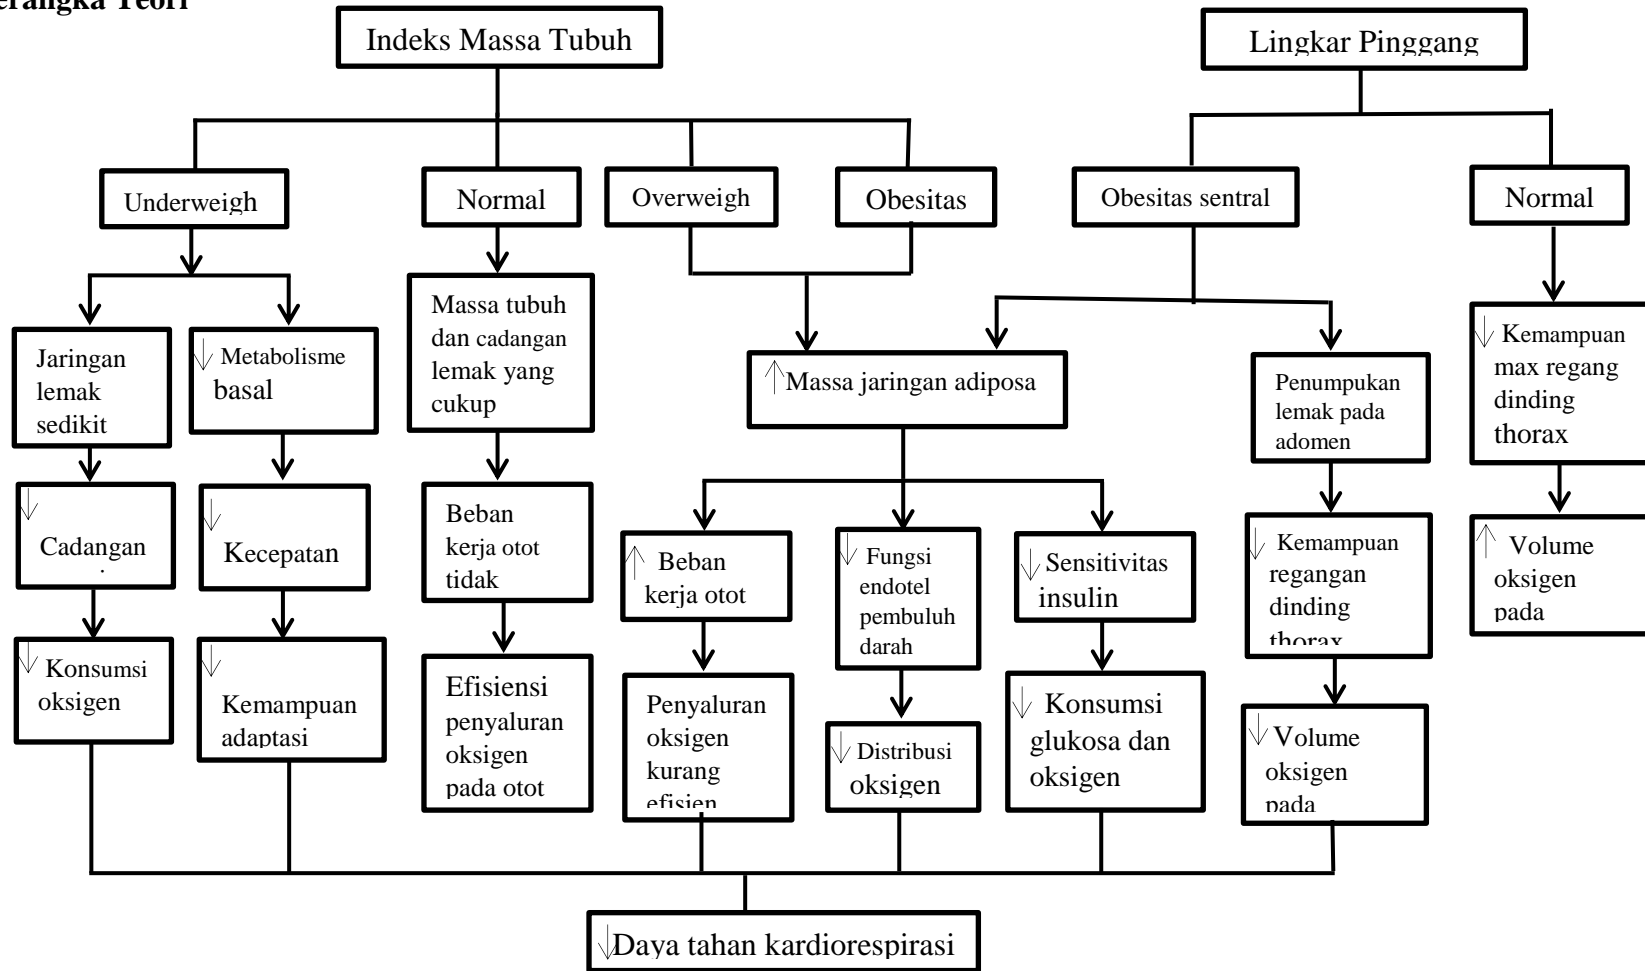 erangka Teori
Indeks Massa Tubuh
Lingkar Pinggang
Underweigh
Normal
Overweigh
Obesitas
Obesitas sentral
Normal
Jaringan
lemak
sedikit
↓ Metabolisme
basal
Massa tubuh
dan cadangan
lemak yang
cukup
↑Massa jaringan adiposa
Penumpukan
lemak pada
adomen
↓ Kemampuan
max regang
dinding
thorax
↓
Cadangan
↓
Kecepatan
Beban
kerja otot
tidak
↑ Beban
kerja otot
↓ Fungsi
endotel
pembuluh
darah
↓ Sensitivitas
insulin
↓ Kemampuan
regangan
dinding
thorax
↑ Volume
oksigen
pada
↓ Konsumsi
oksigen
↓
Kemampuan
adaptasi
Efisiensi
penyaluran
oksigen
pada otot
Penyaluran
oksigen
kurang
efisien
↓ Distribusi
oksigen
↓ Konsumsi
glukosa dan
oksigen
↓ Volume
oksigen
pada
↓Daya tahan kardiorespirasi